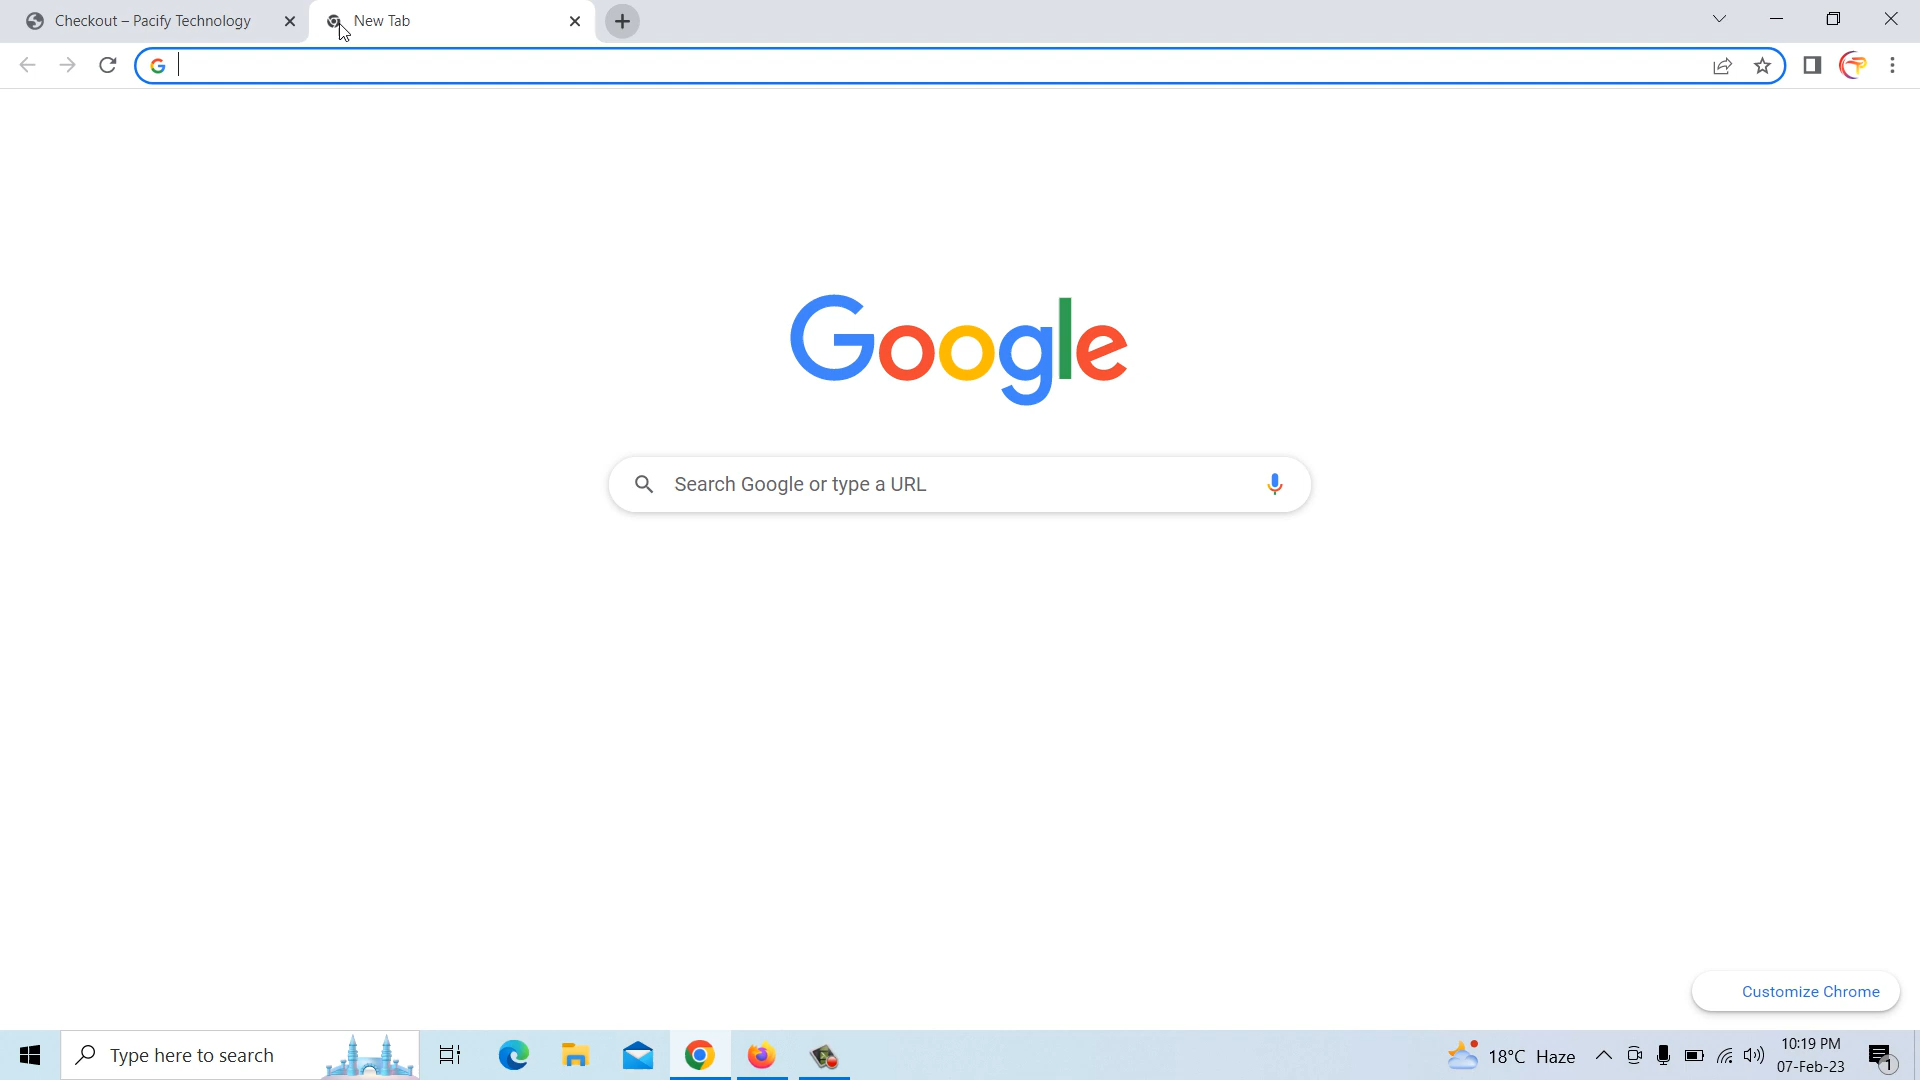 Checkout – Pacify Technology
New Tab
Google
Search Google or type a URL
Customize Chrome
Type here to search
18°C Haze
10:19 PM
07-Feb-23
1